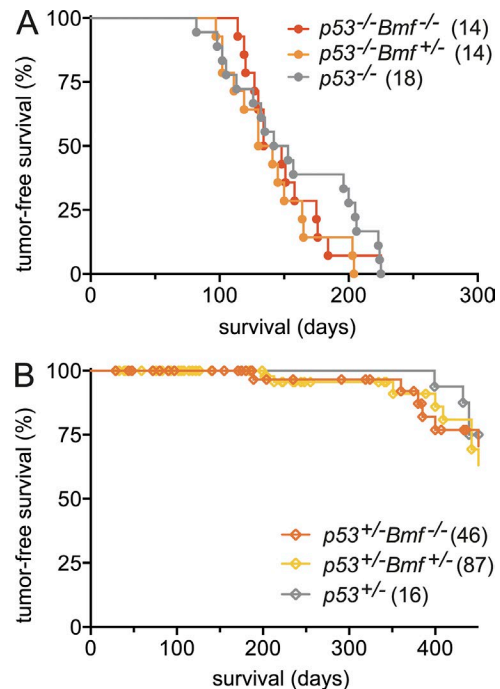 A
p53-/-Bmf-/- (14)
p53-/-Bmf+/- (14)
p53-/- (18)
tumor-free survival (%)
100
75
50
25
0
0
100
200
300
survival (days)
B
tumor-free survival (%)
100
75
50
25
0
p53+/-Bmf-/- (46)
p53+/-Bmf+/- (87)
p53+/- (16)
0
100
200
300
400
survival (days)